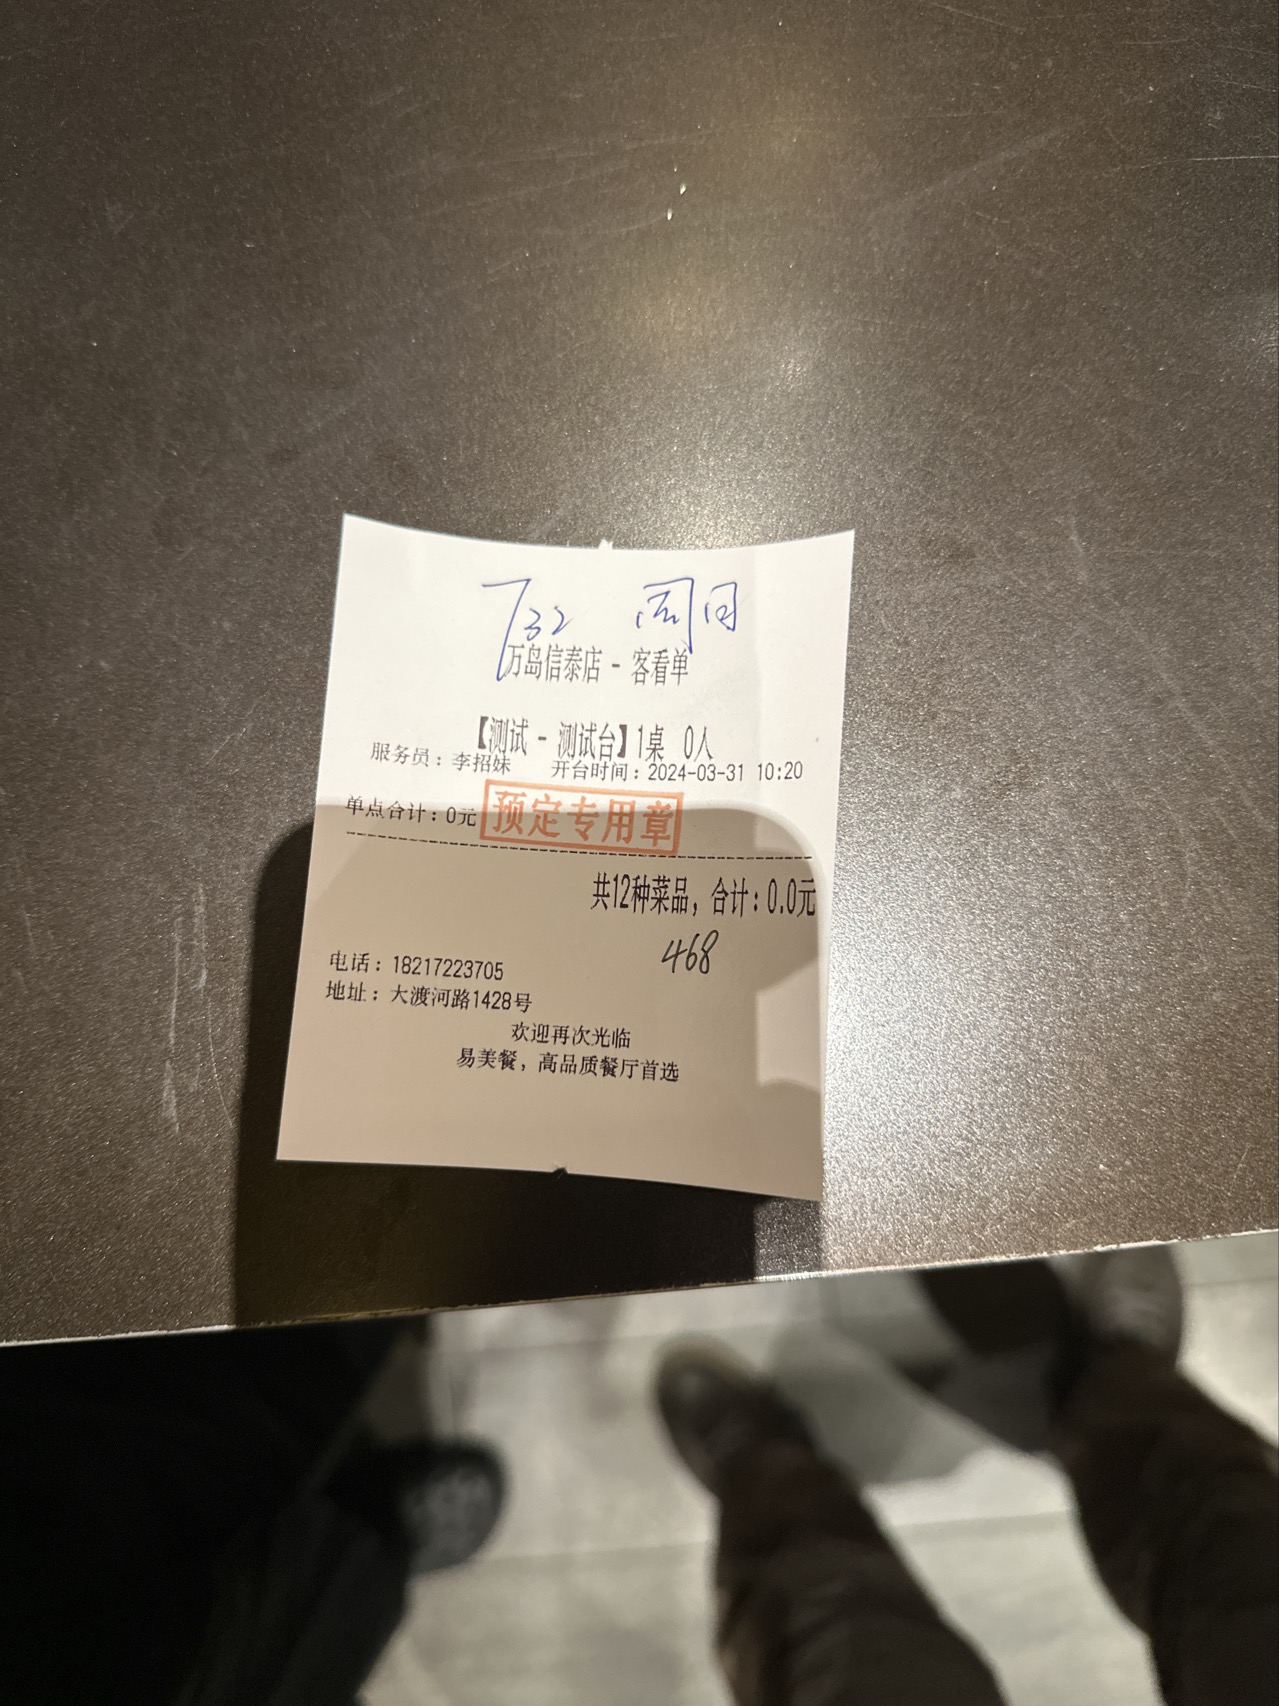 732 周日
万岛信泰店 - 客看单
【测试 - 测试台】1桌 0人
服务员：李招妹 开台时间：2024-03-31 10:20
单点合计：0元 预定专用章
共12种菜品，合计：0.0元
468
电话：18217223705
地址：大渡河路1428号
欢迎再次光临
易美餐，高品质餐厅首选